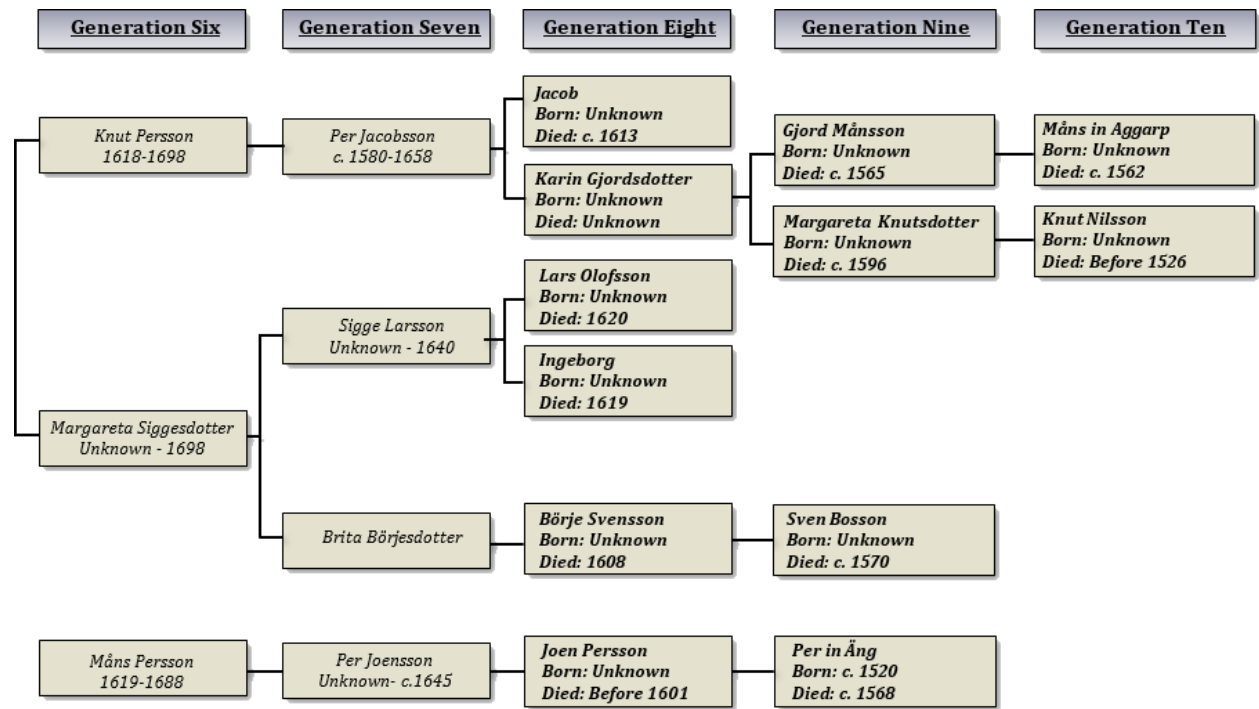 Generation Six
Generation Seven
Generation Eight
Generation Nine
Generation Ten
Knut Persson
1618-1698
Per Jacobsson
c. 1580-1658
Jacob
Born: Unknown
Died: c. 1613
Karin Gjordsdotter
Born: Unknown
Died: Unknown
Gjord Månsson
Born: Unknown
Died: c. 1565
Måns in Aggarp
Born: Unknown
Died: c. 1562
Margareta Knutsdotter
Born: Unknown
Died: c. 1596
Knut Nilsson
Born: Unknown
Died: Before 1526
Margareta Siggesdotter
Unknown - 1698
Sigge Larsson
Unknown - 1640
Lars Olofsson
Born: Unknown
Died: 1620
Ingeborg
Born: Unknown
Died: 1619
Brita Börjesdotter
Börje Svensson
Born: Unknown
Died: 1608
Sven Bosson
Born: Unknown
Died: c. 1570
Måns Persson
1619-1688
Per Joensson
Unknown- c.1645
Joen Persson
Born: Unknown
Died: Before 1601
Per in Äng
Born: c. 1520
Died: c. 1568